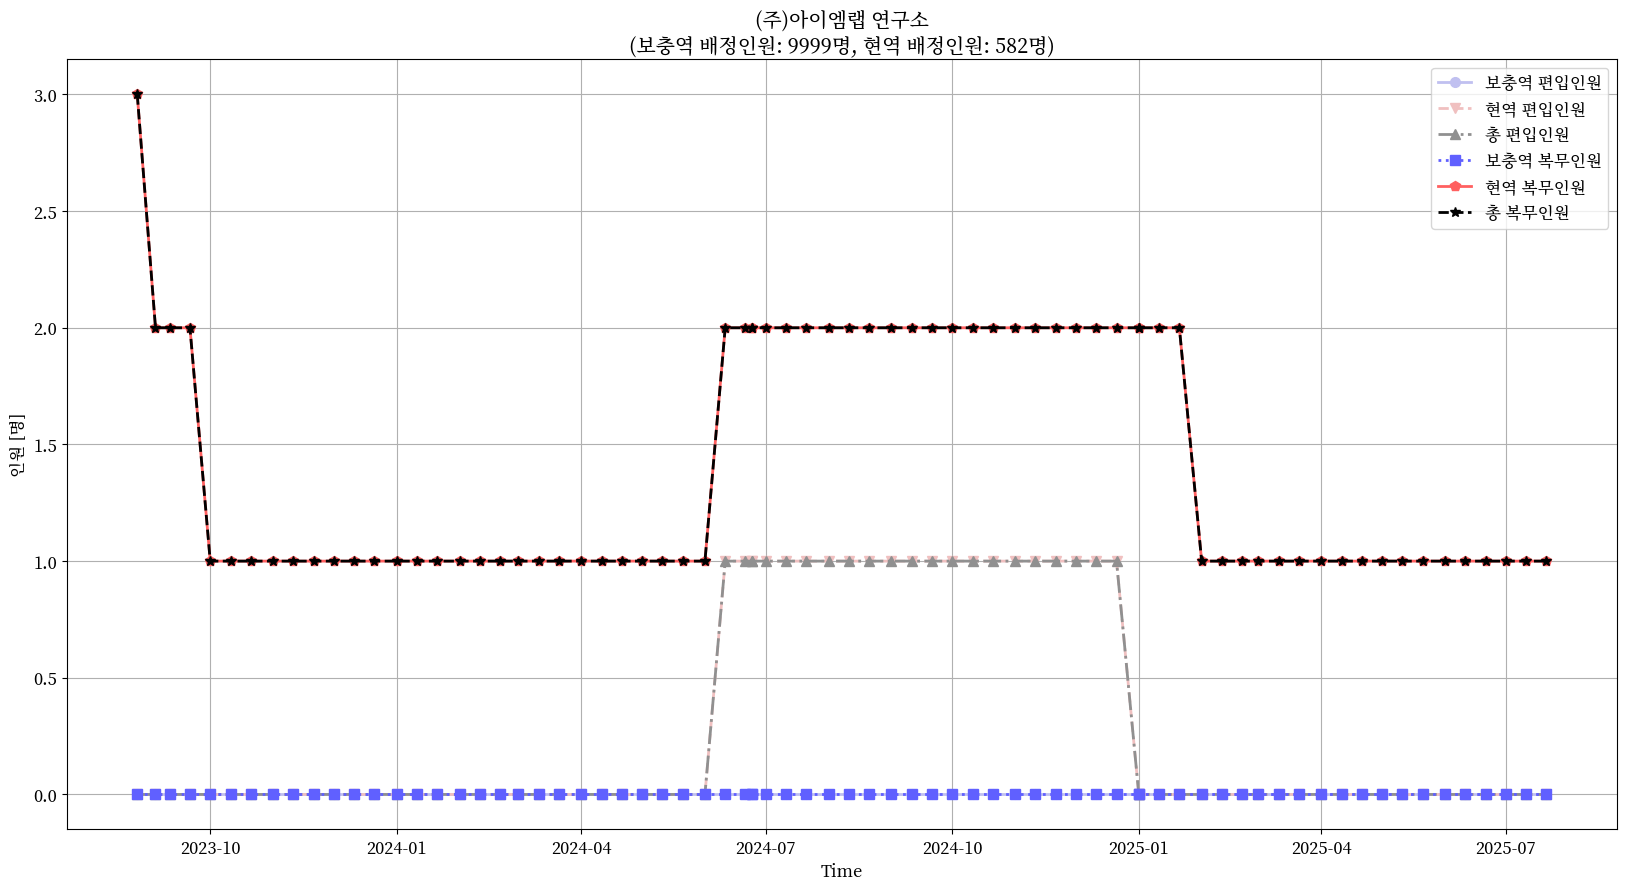 (주)아이엠랩 연구소
(보충역 배정인원: 9999명, 현역 배정인원: 582명)
보충역 편입인원
현역 편입인원
총 편입인원
보충역 복무인원
현역 복무인원
총 복무인원
인원 [명]
3.0
2.5
2.0
1.5
1.0
0.5
0.0
2023-10 2024-01 2024-04 2024-07 2024-10 2025-01 2025-04 2025-07
Time